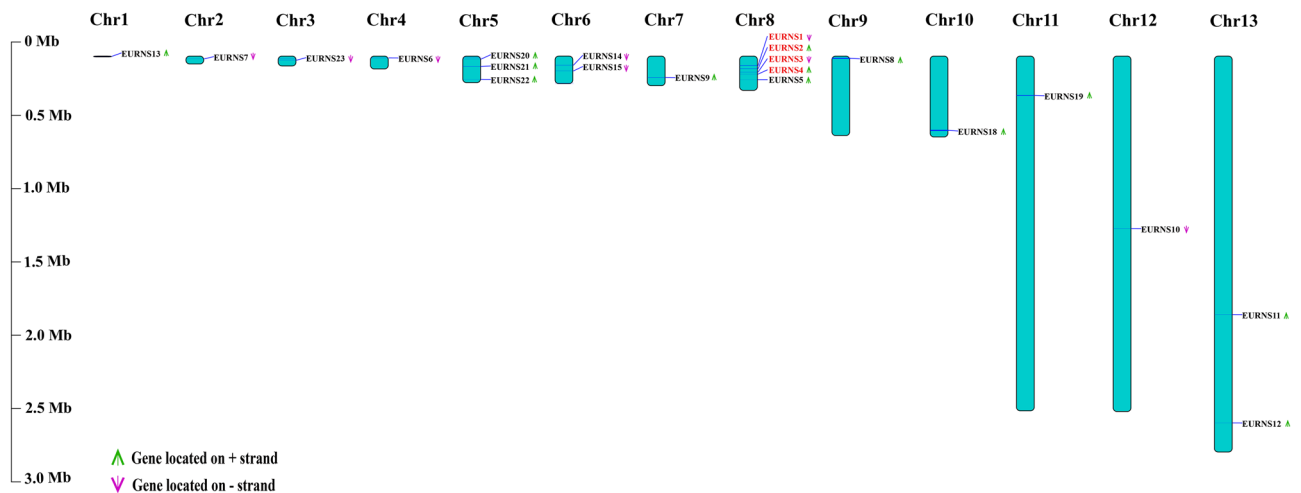 Chr1 Chr2 Chr3 Chr4 Chr5 Chr6 Chr7 Chr8 Chr9 Chr10 Chr11 Chr12 Chr13
0 Mb
0.5 Mb
1.0 Mb
1.5 Mb
2.0 Mb
2.5 Mb
3.0 Mb
EURNS13
EURNS7
EURNS23
EURNS6
EURNS20
EURNS21
EURNS22
EURNS14
EURNS15
EURNS9
EURNS1
EURNS2
EURNS3
EURNS4
EURNS5
EURNS8
EURNS18
EURNS19
EURNS10
EURNS11
EURNS12
Gene located on + strand
Gene located on - strand